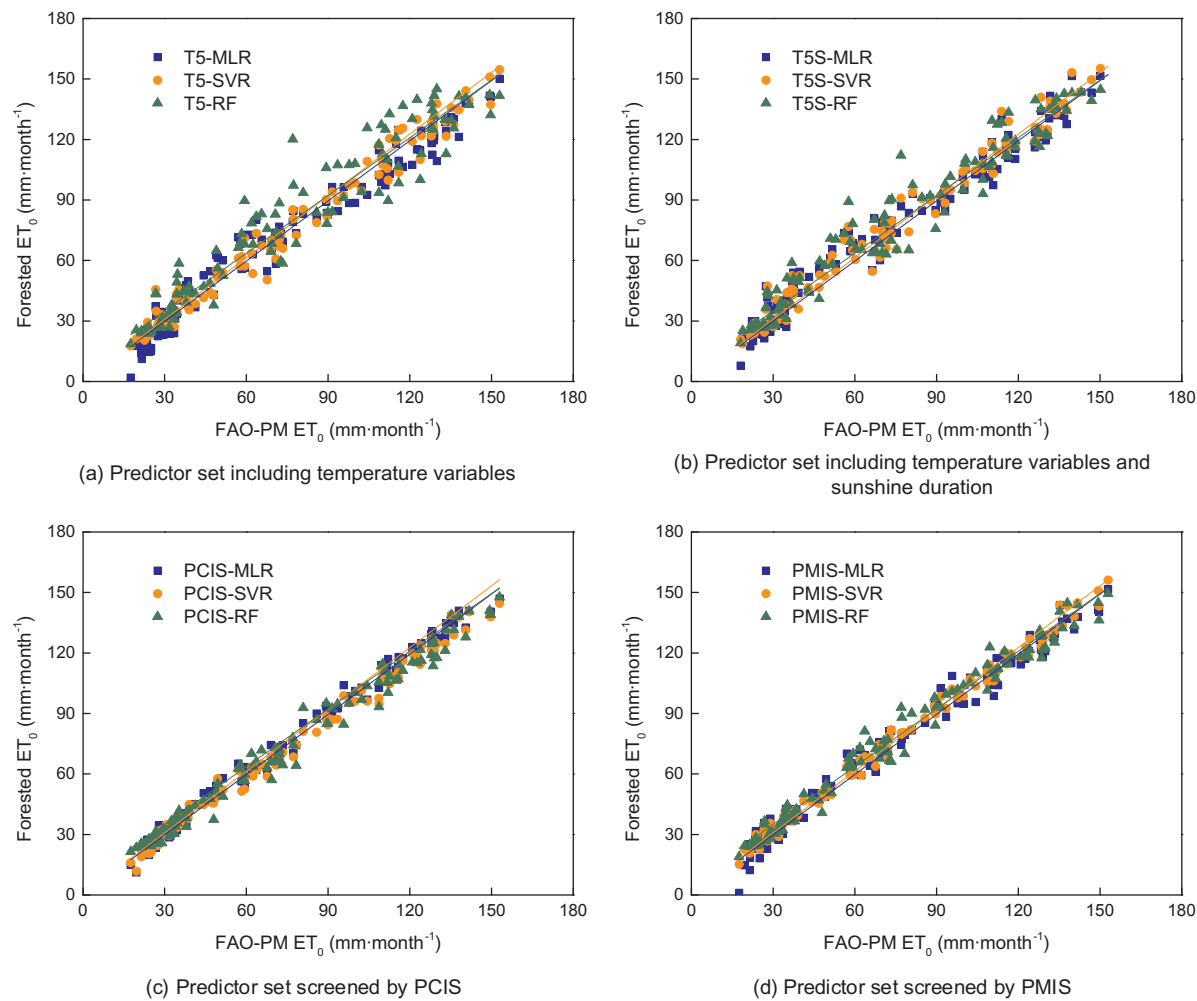 180
150
120
90
60
30
0
Forested ET₀ (mm·month⁻¹)
T5-MLR
T5-SVR
T5-RF
0 30 60 90 120 150 180
FAO-PM ET₀ (mm·month⁻¹)
(a) Predictor set including temperature variables
180
150
120
90
60
30
0
Forested ET₀ (mm·month⁻¹)
T5S-MLR
T5S-SVR
T5S-RF
0 30 60 90 120 150 180
FAO-PM ET₀ (mm·month⁻¹)
(b) Predictor set including temperature variables and
sunshine duration
180
150
120
90
60
30
0
Forested ET₀ (mm·month⁻¹)
PCIS-MLR
PCIS-SVR
PCIS-RF
0 30 60 90 120 150 180
FAO-PM ET₀ (mm·month⁻¹)
(c) Predictor set screened by PCIS
180
150
120
90
60
30
0
Forested ET₀ (mm·month⁻¹)
PMIS-MLR
PMIS-SVR
PMIS-RF
0 30 60 90 120 150 180
FAO-PM ET₀ (mm·month⁻¹)
(d) Predictor set screened by PMIS